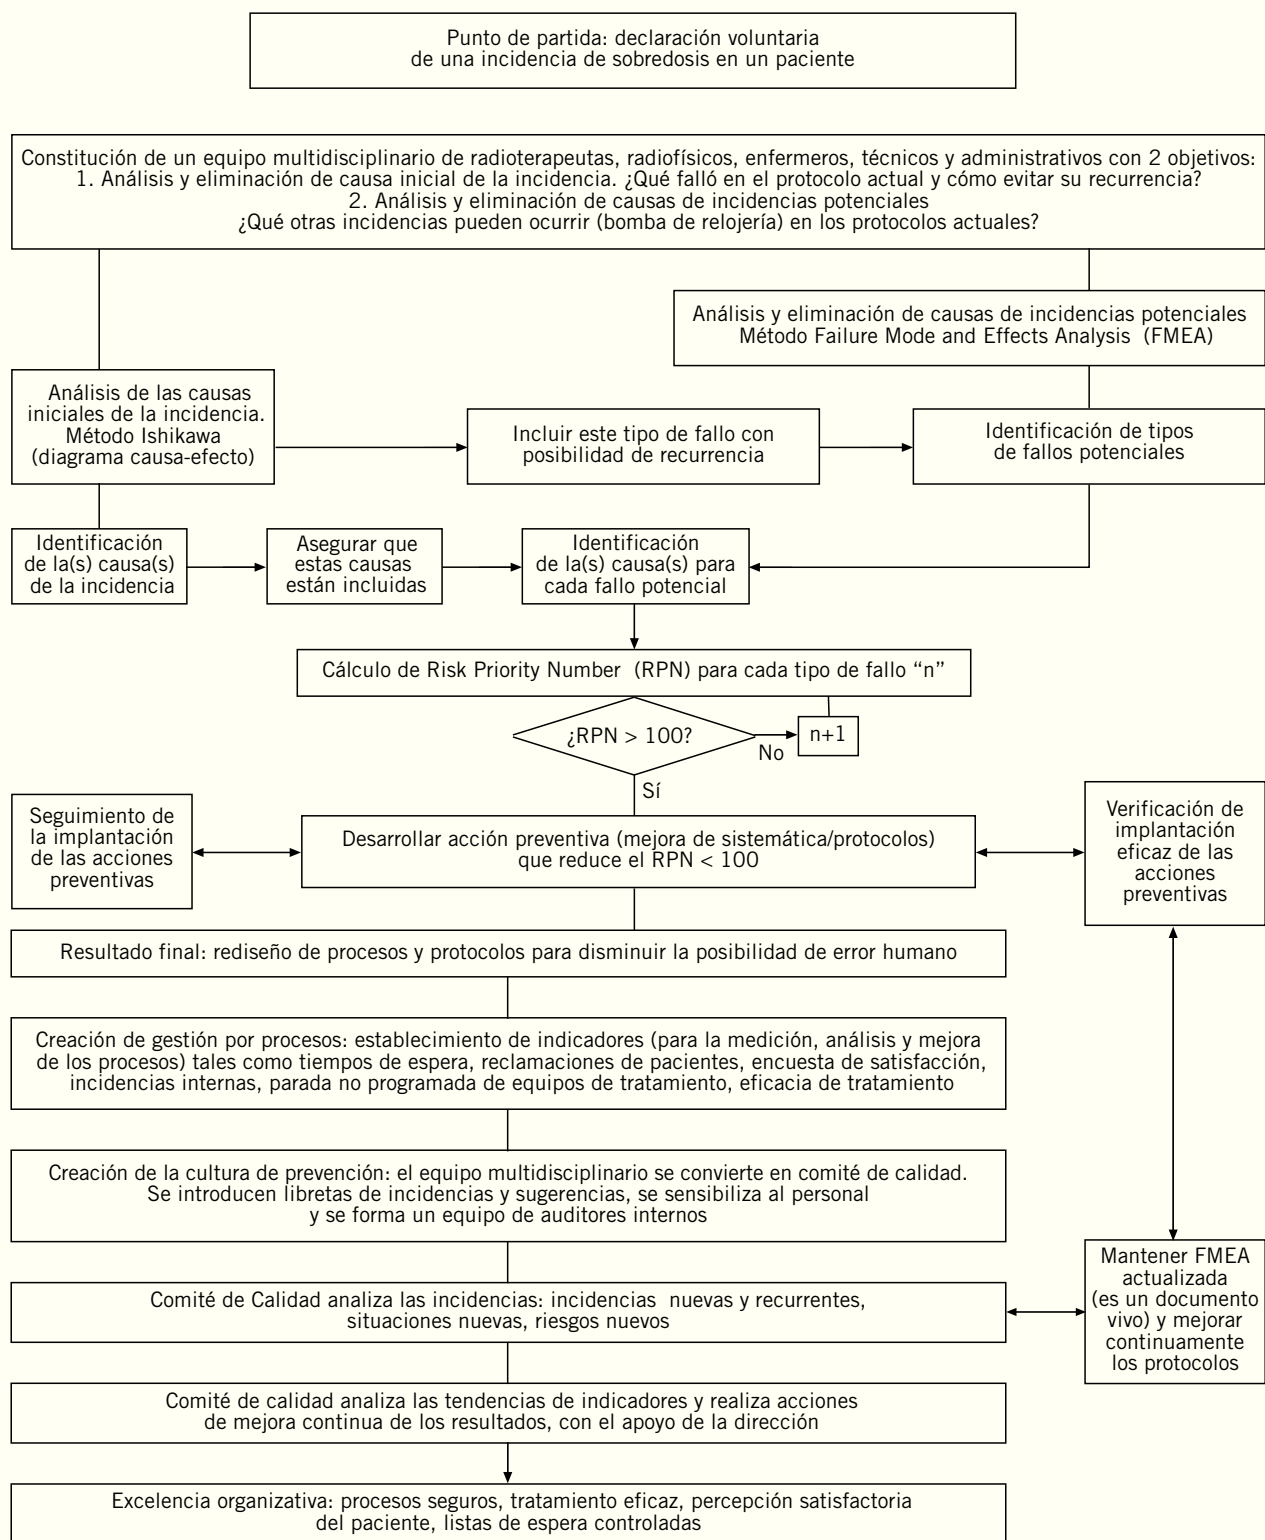 Punto de partida: declaración voluntaria
de una incidencia de sobredosis en un paciente
Constitución de un equipo multidisciplinario de radioterapeutas, radiofísicos, enfermeros, técnicos y administrativos con 2 objetivos:
1. Análisis y eliminación de causa inicial de la incidencia. ¿Qué falló en el protocolo actual y cómo evitar su recurrencia?
2. Análisis y eliminación de causas de incidencias potenciales
¿Qué otras incidencias pueden ocurrir (bomba de relojería) en los protocolos actuales?
Análisis y eliminación de causas de incidencias potenciales
Método Failure Mode and Effects Analysis (FMEA)
Análisis de las causas
iniciales de la incidencia.
Método Ishikawa
(diagrama causa-efecto)
Incluir este tipo de fallo con
posibilidad de recurrencia
Identificación de tipos
de fallos potenciales
Identificación
de la(s) causa(s)
de la incidencia
Asegurar que
estas causas
están incluidas
Identificación
de la(s) causa(s) para
cada fallo potencial
Cálculo de Risk Priority Number (RPN) para cada tipo de fallo “n”
¿RPN > 100?
No
n+1
Sí
Seguimiento de
la implantación
de las acciones
preventivas
Desarrollar acción preventiva (mejora de sistemática/protocolos)
que reduce el RPN < 100
Verificación de
implantación
eficaz de las
acciones
preventivas
Resultado final: rediseño de procesos y protocolos para disminuir la posibilidad de error humano
Creación de gestión por procesos: establecimiento de indicadores (para la medición, análisis y mejora
de los procesos) tales como tiempos de espera, reclamaciones de pacientes, encuesta de satisfacción,
incidencias internas, parada no programada de equipos de tratamiento, eficacia de tratamiento
Creación de la cultura de prevención: el equipo multidisciplinario se convierte en comité de calidad.
Se introducen libretas de incidencias y sugerencias, se sensibiliza al personal
y se forma un equipo de auditores internos
Comité de Calidad analiza las incidencias: incidencias nuevas y recurrentes,
situaciones nuevas, riesgos nuevos
Mantener FMEA
actualizada
(es un documento
vivo) y mejorar
continuamente
los protocolos
Comité de calidad analiza las tendencias de indicadores y realiza acciones
de mejora continua de los resultados, con el apoyo de la dirección
Excelencia organizativa: procesos seguros, tratamiento eficaz, percepción satisfactoria
del paciente, listas de espera controladas